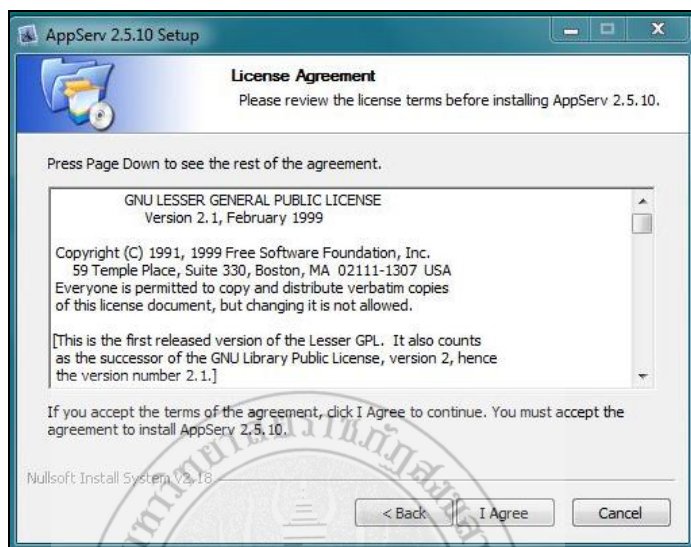 AppServ 2.5.10 Setup
License Agreement
Please review the license terms before installing AppServ 2.5.10.
Press Page Down to see the rest of the agreement.
GNU LESSER GENERAL PUBLIC LICENSE
Version 2.1, February 1999
Copyright (C) 1991, 1999 Free Software Foundation, Inc.
59 Temple Place, Suite 330, Boston, MA 02111-1307 USA
Everyone is permitted to copy and distribute verbatim copies
of this license document, but changing it is not allowed.
[This is the first released version of the Lesser GPL. It also counts
as the successor of the GNU Library Public License, version 2, hence
the version number 2.1.]
If you accept the terms of the agreement, click I Agree to continue. You must accept the
agreement to install AppServ 2.5.10.
Nullsoft Install System v2.18
< Back
I Agree
Cancel